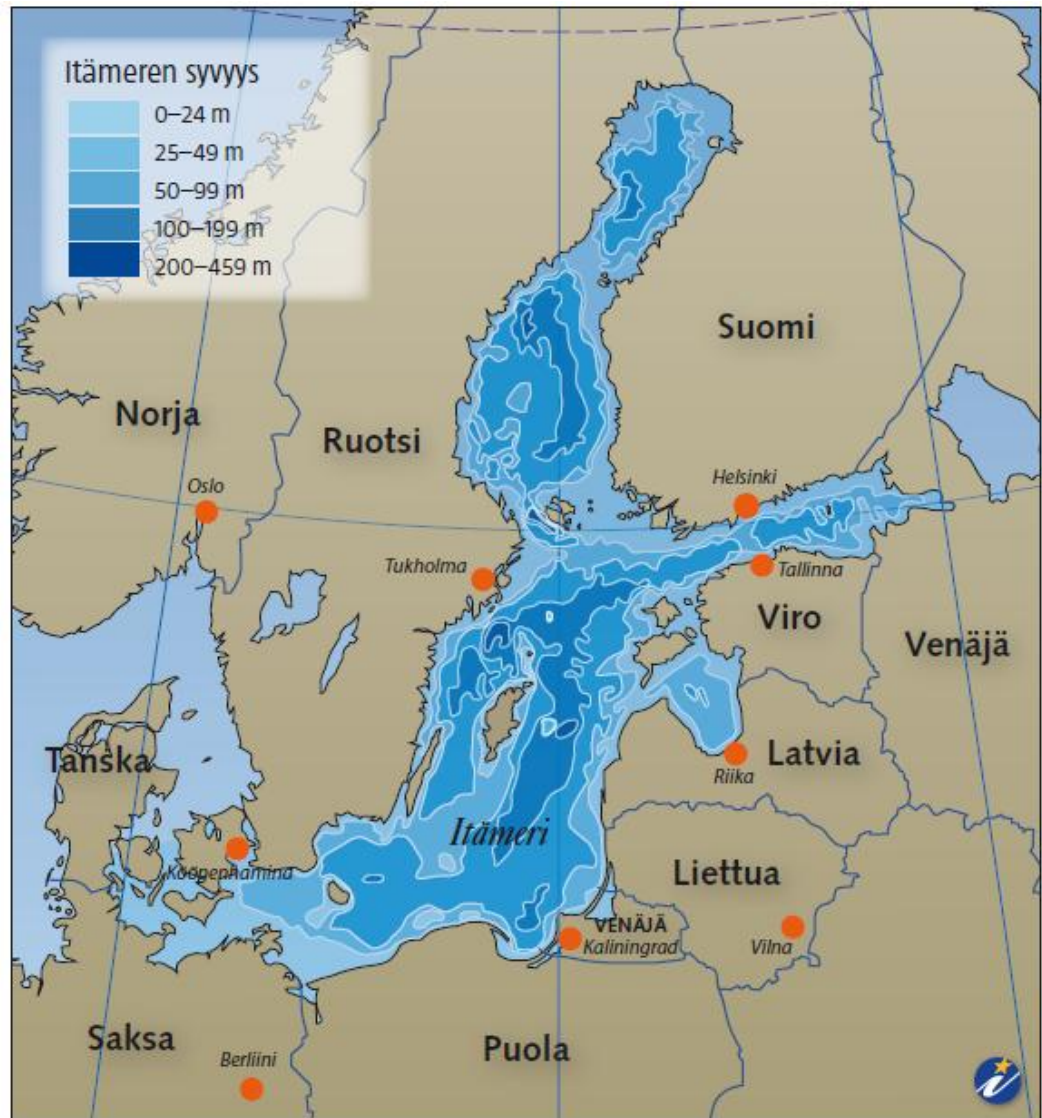 Itämeren syvyys
0–24 m
25–49 m
50–99 m
100–199 m
200–459 m
Suomi
Norja
Ruotsi
Oslo
Helsinki
Tukholma
Tallinna
Viro
Venäjä
Tanska
Latvia
Riika
Itämeri
Kööpenhamina
Liettua
VENÄJÄ
Kaliningrad
Vilna
Saksa
Puola
Berliini
i